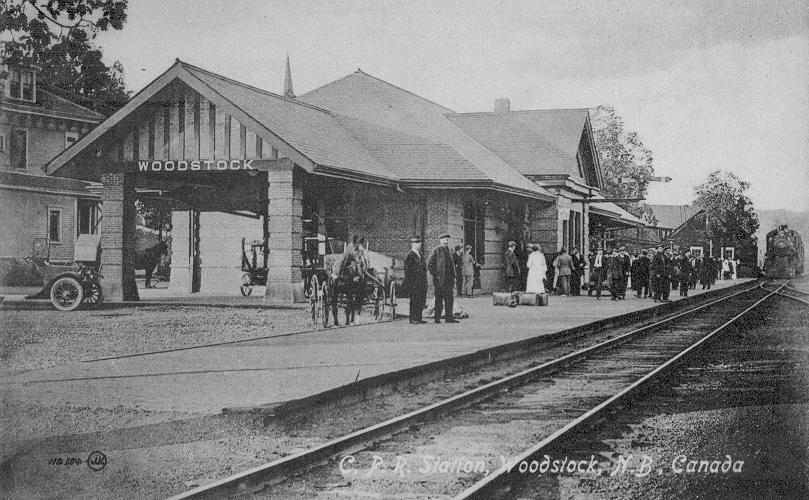 WOODSTOCK
C. P. R. Station, Woodstock, N.B., Canada